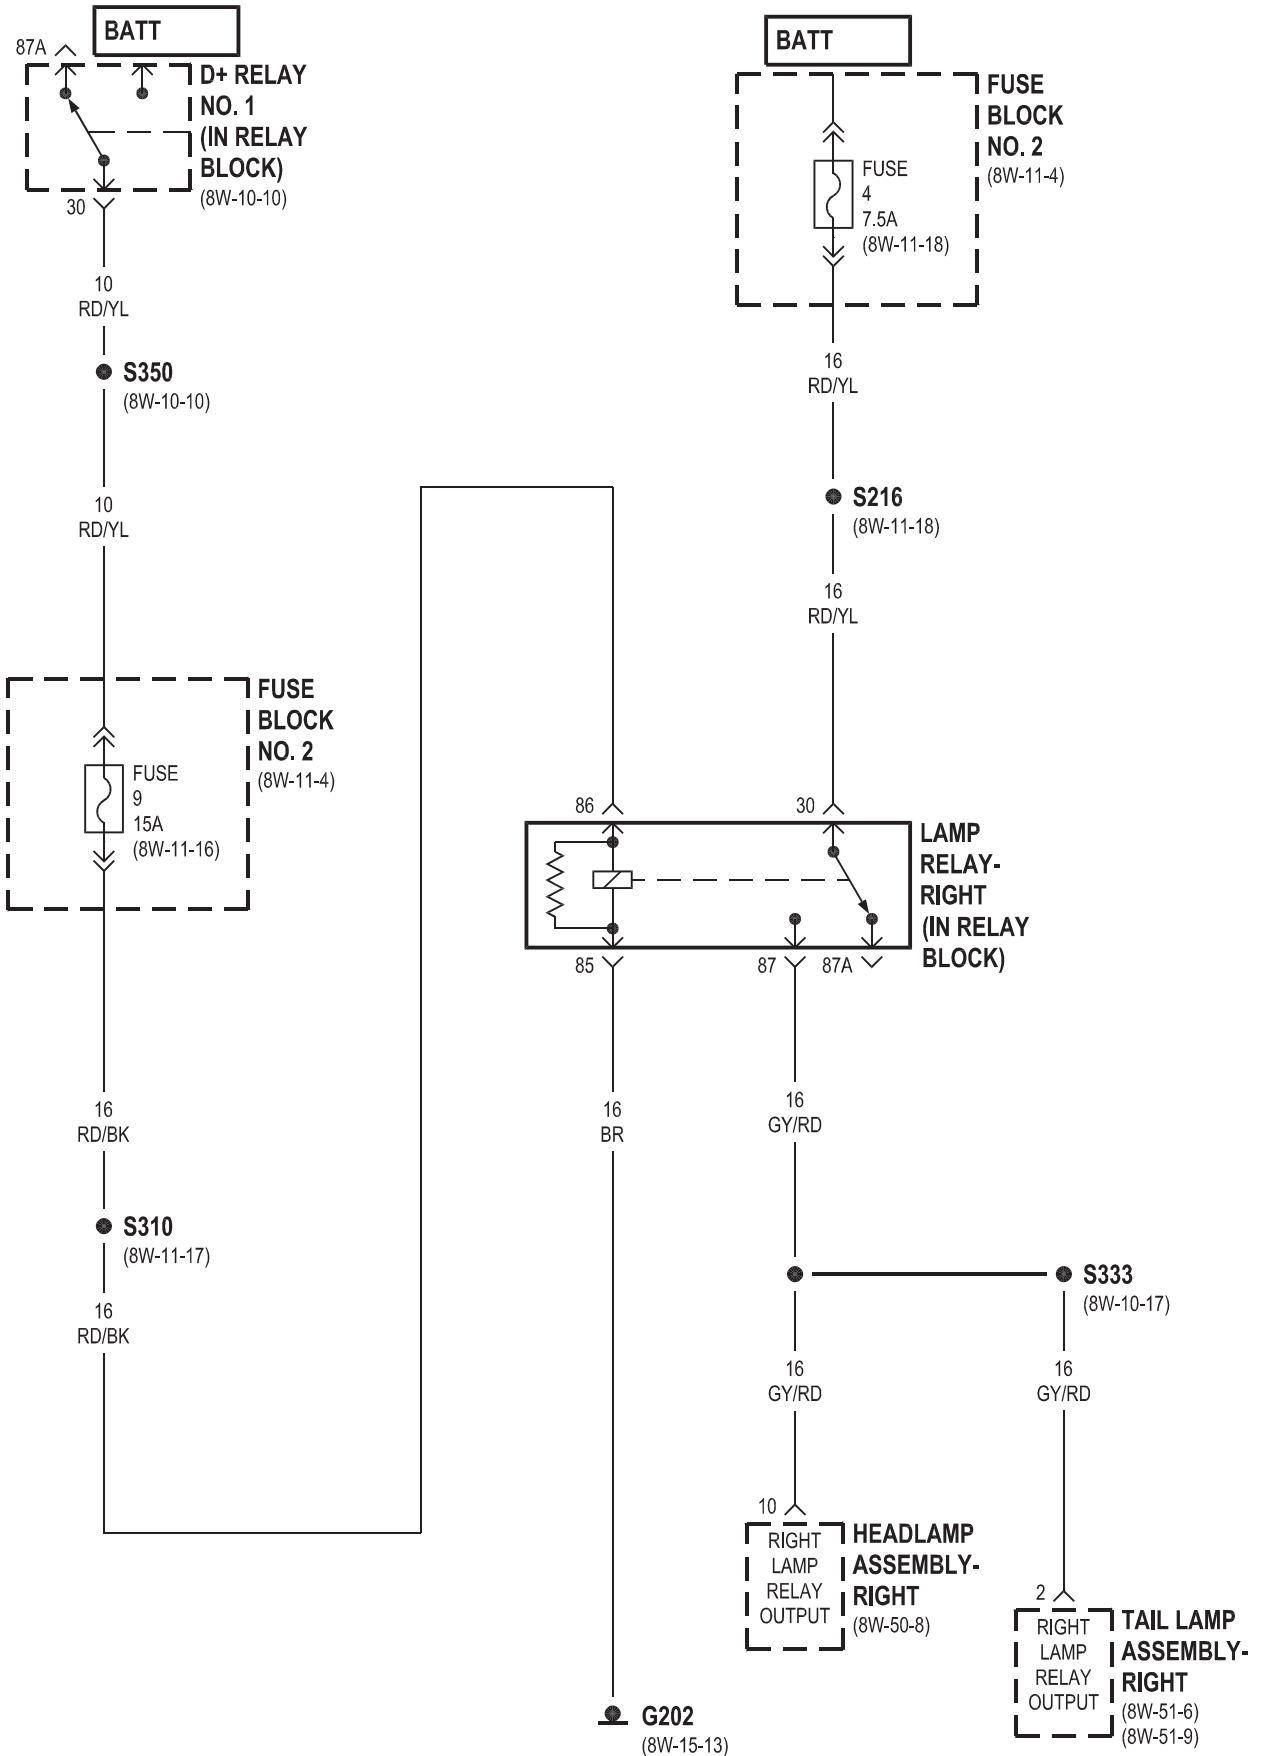 BATT
87A
D+ RELAY
NO. 1
(IN RELAY
BLOCK)
(8W-10-10)
30
10
RD/YL
S350
(8W-10-10)
10
RD/YL
FUSE
BLOCK
NO. 2
(8W-11-4)
FUSE
9
15A
(8W-11-16)
16
RD/BK
S310
(8W-11-17)
16
RD/BK
BATT
FUSE
BLOCK
NO. 2
(8W-11-4)
FUSE
4
7.5A
(8W-11-18)
16
RD/YL
S216
(8W-11-18)
16
RD/YL
86
30
LAMP
RELAY-
RIGHT
(IN RELAY
BLOCK)
85
87
87A
16
BR
16
GY/RD
S333
(8W-10-17)
16
GY/RD
16
GY/RD
10
RIGHT
LAMP
RELAY
OUTPUT
HEADLAMP
ASSEMBLY-
RIGHT
(8W-50-8)
2
RIGHT
LAMP
RELAY
OUTPUT
TAIL LAMP
ASSEMBLY-
RIGHT
(8W-51-6)
(8W-51-9)
G202
(8W-15-13)